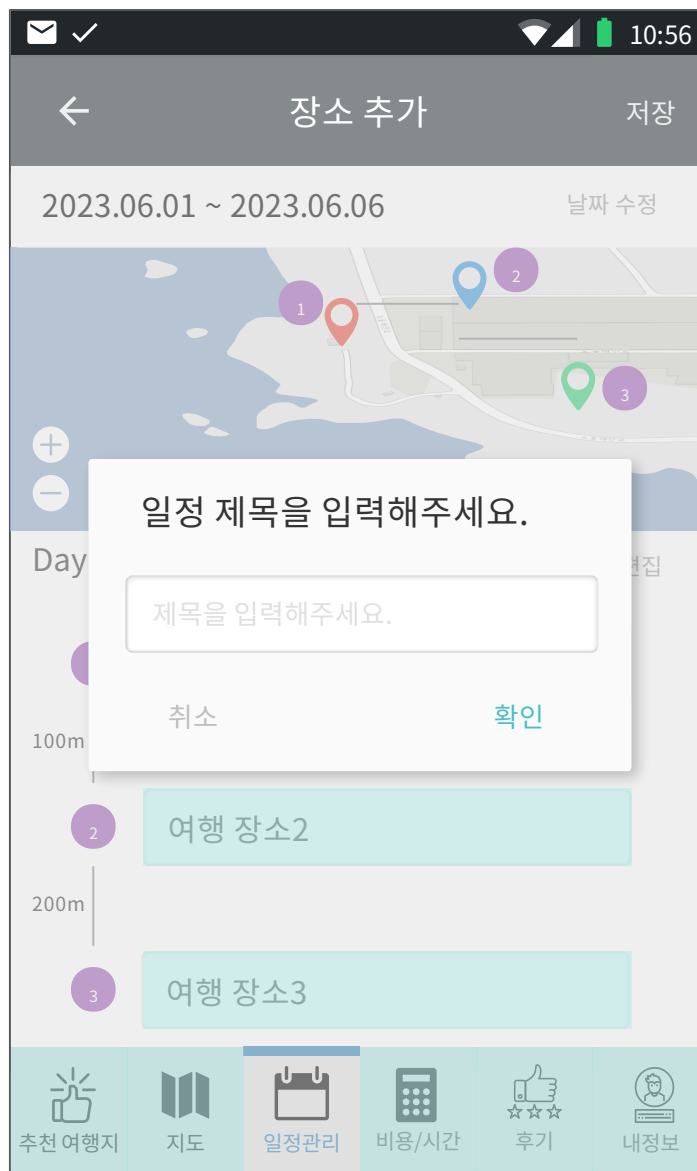 10:56
장소 추가
저장
2023.06.01 ~ 2023.06.06
날짜 수정
2
1
3
일정 제목을 입력해주세요.
Day
편집
제목을 입력해주세요.
취소
확인
100m
2
여행 장소2
200m
3
여행 장소3
추천 여행지
지도
일정관리
비용/시간
후기
내정보